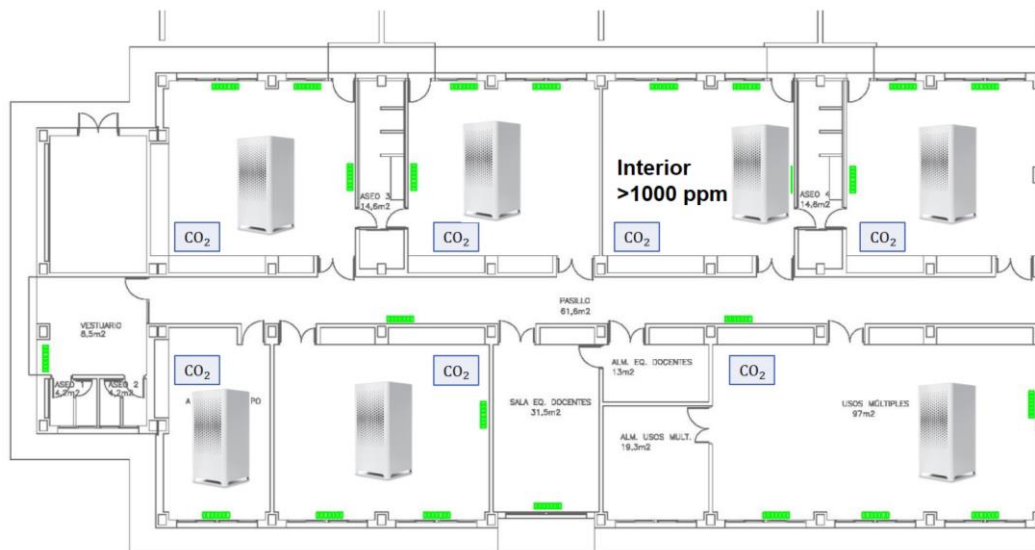 Interior
>1000 ppm
ASEO 3
14,6m2
ASEO 4
14,6m2
CO₂
CO₂
CO₂
CO₂
PASILLO
61,6m2
VESTUARIO
8,5m2
ASEO 1
4,2m2
ASEO 2
4,2m2
CO₂
CO₂
CO₂
ALM. EQ. DOCENTES
13m2
SALA EQ. DOCENTES
31,5m2
USOS MÚLTIPLES
97m2
ALM. USOS MULT.
19,3m2